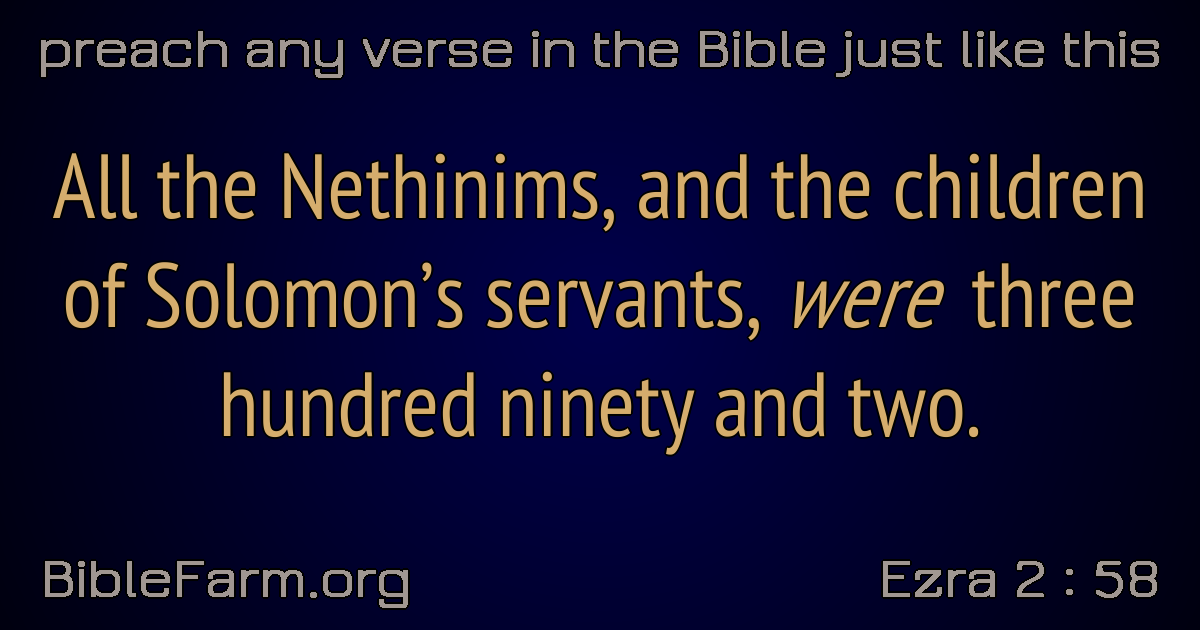 preach any verse in the Bible just like this
All the Nethinims, and the children
of Solomon’s servants, were three
hundred ninety and two.
BibleFarm.org
Ezra 2 : 58